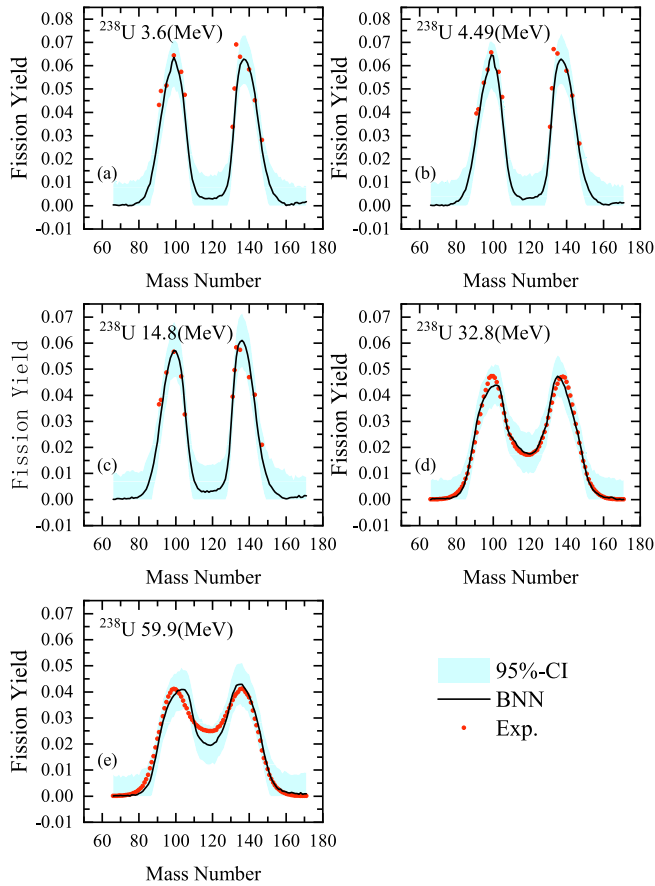 ²³⁸U 3.6(MeV)
Fission Yield
0.08
0.07
0.06
0.05
0.04
0.03
0.02
0.01
0.00
-0.01
(a)
60 80 100 120 140 160 180
Mass Number
²³⁸U 4.49(MeV)
Fission Yield
0.08
0.07
0.06
0.05
0.04
0.03
0.02
0.01
0.00
-0.01
(b)
60 80 100 120 140 160 180
Mass Number
²³⁸U 14.8(MeV)
Fission Yield
0.07
0.06
0.05
0.04
0.03
0.02
0.01
0.00
-0.01
(c)
60 80 100 120 140 160 180
Mass Number
²³⁸U 32.8(MeV)
Fission Yield
0.07
0.06
0.05
0.04
0.03
0.02
0.01
0.00
-0.01
(d)
60 80 100 120 140 160 180
Mass Number
²³⁸U 59.9(MeV)
Fission Yield
0.07
0.06
0.05
0.04
0.03
0.02
0.01
0.00
-0.01
(e)
60 80 100 120 140 160 180
Mass Number
95%-CI
BNN
Exp.